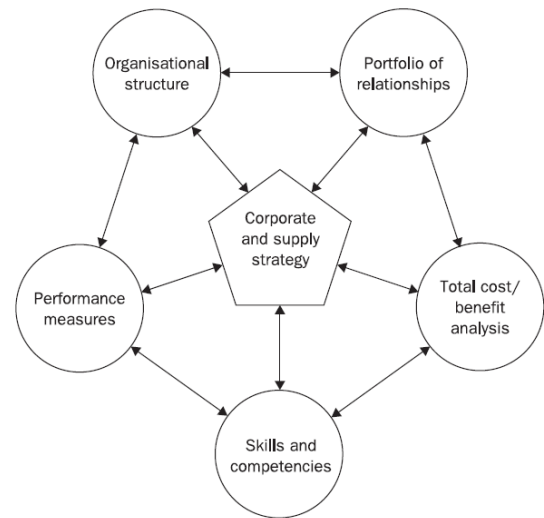 Organisational
structure
Portfolio of
relationships
Corporate
and supply
strategy
Performance
measures
Total cost/
benefit
analysis
Skills and
competencies